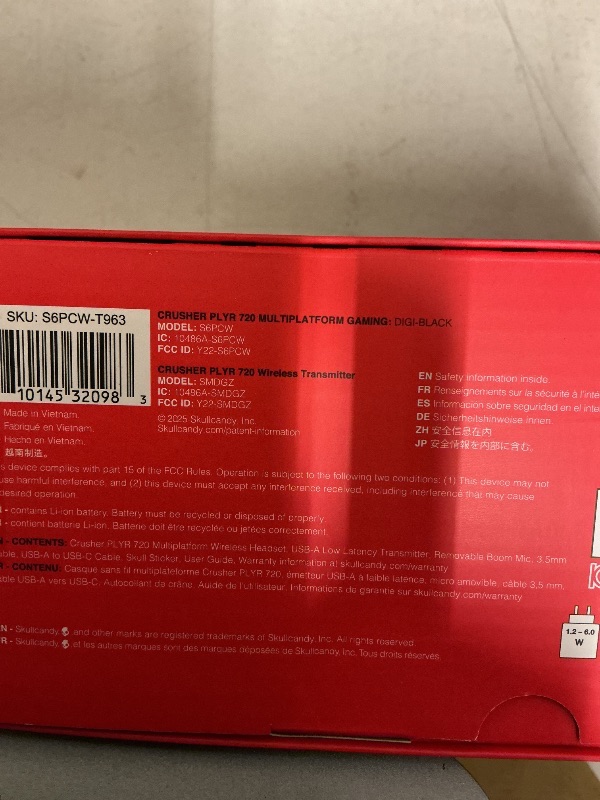 SKU: S6PCW-T963
10145 32098 3
Made in Vietnam.
Fabriqué en Vietnam.
Hecho en Vietnam.
越南制造。
CRUSHER PLYR 720 MULTIPLATFORM GAMING: DIGI-BLACK
MODEL: S6PCW
IC: 10486A-S6PCW
FCC ID: Y22-S6PCW
CRUSHER PLYR 720 Wireless Transmitter
MODEL: SMDGZ
IC: 10486A-SMDGZ
FCC ID: Y22-SMDGZ
© 2025 Skullcandy, Inc.
Skullcandy.com/patent-information
EN Safety information inside.
FR Renseignements sur la sécurité à l'inté
ES Información sobre seguridad en el inte
DE Sicherheitshinweise innen.
ZH 安全信息在内
JP 安全情報を内部に含む。
is device complies with part 15 of the FCC Rules. Operation is subject to the following two conditions: (1) This device may not
use harmful interference, and (2) this device must accept any interference received, including interference that may cause
desired operation.
- contains Li-ion battery. Battery must be recycled or disposed of properly.
- contient batterie Li-Ion. Batterie doit être recyclée ou jetées correctement.
N - CONTENTS: Crusher PLYR 720 Multiplatform Wireless Headset, USB-A Low Latency Transmitter, Removable Boom Mic, 3.5mm
able, USB-A to USB-C Cable, Skull Sticker, User Guide, Warranty information at skullcandy.com/warranty
R - CONTENU: Casque sans fil multiplateforme Crusher PLYR 720, émetteur USB-A à faible latence, micro amovible, câble 3,5 mm,
ble USB-A vers USB-C, Autocollant de crâne, Guide de l'utilisateur, Informations de garantie sur skullcandy.com/warranty
N - Skullcandy, and other marks are registered trademarks of Skullcandy, Inc. All rights reserved.
R - Skullcandy, et les autres marques sont des marques déposées de Skullcandy, Inc. Tous droits réservés.
1.2 – 6.0
W